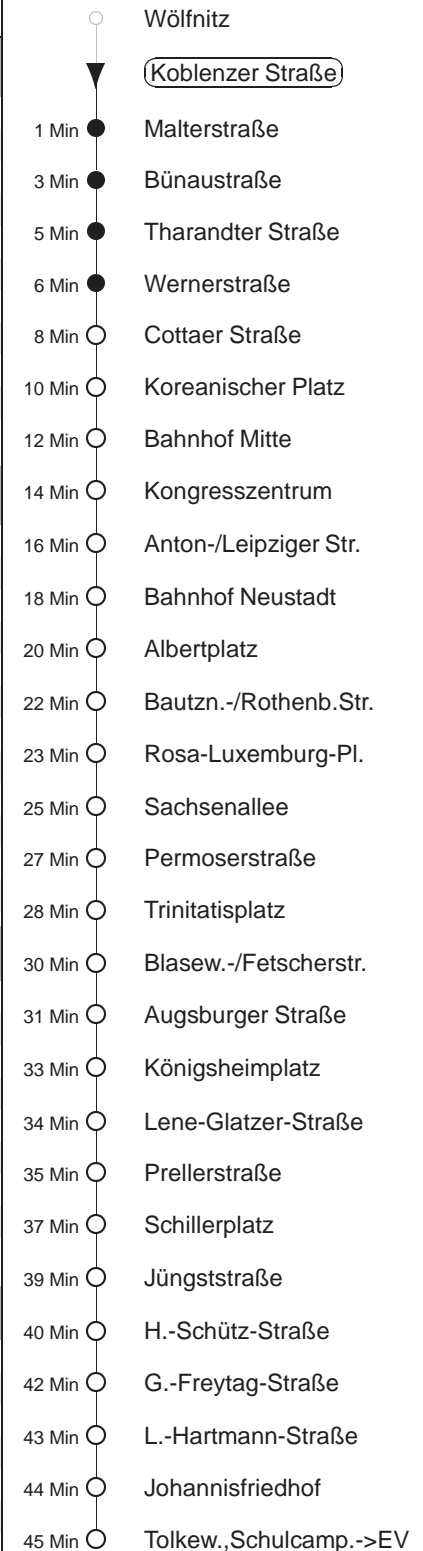 Wölfnitz
Koblenzer Straße
1 Min Malterstraße
3 Min Bünaustraße
5 Min Tharandter Straße
6 Min Wernerstraße
8 Min Cottaer Straße
10 Min Koreanischer Platz
12 Min Bahnhof Mitte
14 Min Kongresszentrum
16 Min Anton-/Leipziger Str.
18 Min Bahnhof Neustadt
20 Min Albertplatz
22 Min Bautzn.-/Rothenb.Str.
23 Min Rosa-Luxemburg-Pl.
25 Min Sachsenallee
27 Min Permoserstraße
28 Min Trinitatisplatz
30 Min Blasew.-/Fetscherstr.
31 Min Augsburger Straße
33 Min Königsheimplatz
34 Min Lene-Glatzer-Straße
35 Min Prellerstraße
37 Min Schillerplatz
39 Min Jüngststraße
40 Min H.-Schütz-Straße
42 Min G.-Freytag-Straße
43 Min L.-Hartmann-Straße
44 Min Johannisfriedhof
45 Min Tolkew.,Schulcamp.->EV